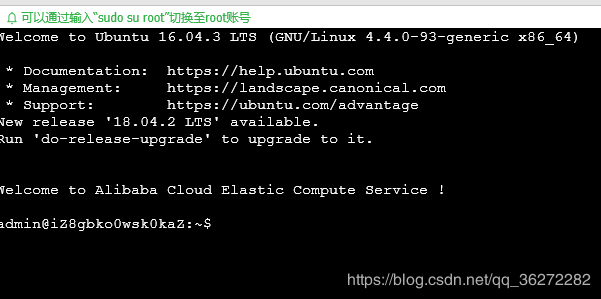 可以通过输入“sudo su root”切换至root账号
Welcome to Ubuntu 16.04.3 LTS (GNU/Linux 4.4.0-93-generic x86_64)
* Documentation:  https://help.ubuntu.com
* Management:     https://landscape.canonical.com
* Support:        https://ubuntu.com/advantage
New release '18.04.2 LTS' available.
Run 'do-release-upgrade' to upgrade to it.
Welcome to Alibaba Cloud Elastic Compute Service !
admin@iZ8gbko0wsk0kaZ:~$
https://blog.csdn.net/qq_36272282